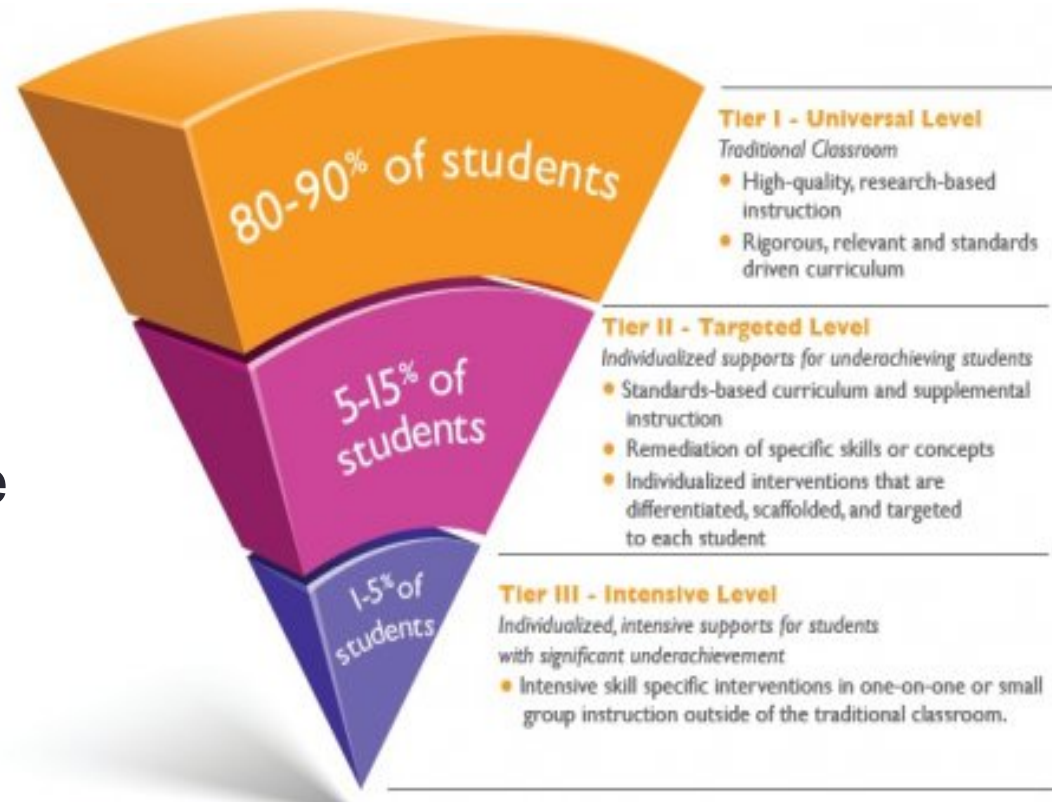 80-90% of students
Tier I - Universal Level
Traditional Classroom
• High-quality, research-based
instruction
• Rigorous, relevant and standards
driven curriculum
5-15% of
students
Tier II - Targeted Level
Individualized supports for underachieving students
• Standards-based curriculum and supplemental
instruction
• Remediation of specific skills or concepts
• Individualized interventions that are
differentiated, scaffolded, and targeted
to each student
e
1-5% of
students
Tier III - Intensive Level
Individualized, intensive supports for students
with significant underachievement
• Intensive skill specific interventions in one-on-one or small
group instruction outside of the traditional classroom.